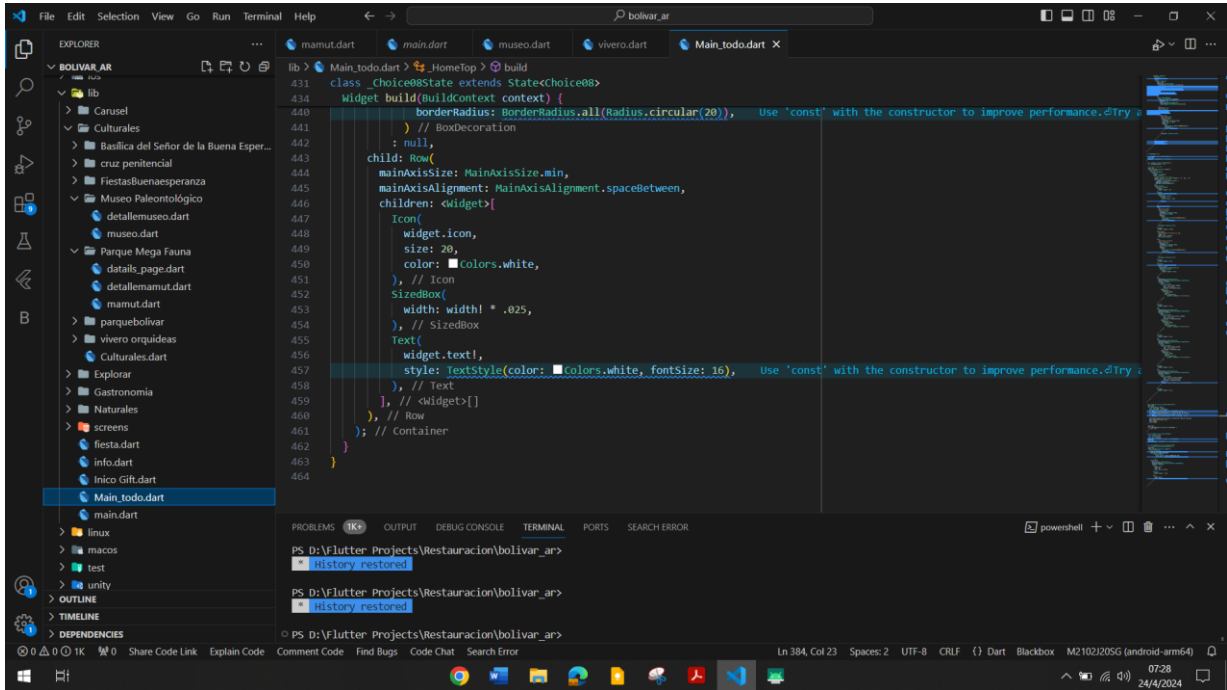 File Edit Selection View Go Run Terminal Help
bolivar_ar
EXPLORER
BOLIVAR_AR
lib
Carusel
Culturales
Basílica del Señor de la Buena Esper...
cruz penitencial
FiestasBuenaesperanza
Museo Paleontológico
detallemuseo.dart
museo.dart
Parque Mega Fauna
datails_page.dart
detallemamut.dart
mamut.dart
parquebolivar
vivero orquideas
Culturales.dart
Explorar
Gastronomia
Naturales
screens
fiesta.dart
info.dart
Inico Gift.dart
Main_todo.dart
main.dart
linux
macos
test
unity
OUTLINE
TIMELINE
DEPENDENCIES
mamut.dart main.dart museo.dart vivero.dart Main_todo.dart
lib > Main_todo.dart > _HomeTop > build
431 class _Choice08State extends State<Choice08>
434 Widget build(BuildContext context) {
440 borderRadius: BorderRadius.all(Radius.circular(20)), Use 'const' with the constructor to improve performance.⏎Try a
441 ) // BoxDecoration
442 : null,
443 child: Row(
444 mainAxisSize: MainAxisSize.min,
445 mainAxisAlignment: MainAxisAlignment.spaceBetween,
446 children: <Widget>[
447 Icon(
448 widget.icon,
449 size: 20,
450 color: Colors.white,
451 ), // Icon
452 SizedBox(
453 width: width! * .025,
454 ), // SizedBox
455 Text(
456 widget.text!,
457 style: TextStyle(color: Colors.white, fontSize: 16), Use 'const' with the constructor to improve performance.⏎Try a
458 ), // Text
459 ], // <Widget>[]
460 ), // Row
461 ); // Container
462 }
463 }
464
PROBLEMS 1K+ OUTPUT DEBUG CONSOLE TERMINAL PORTS SEARCH ERROR
powershell
PS D:\Flutter Projects\Restauracion\bolivar_ar>
* History restored
PS D:\Flutter Projects\Restauracion\bolivar_ar>
* History restored
PS D:\Flutter Projects\Restauracion\bolivar_ar>
0 0 1K 0 Share Code Link Explain Code Comment Code Find Bugs Code Chat Search Error Ln 384, Col 23 Spaces: 2 UTF-8 CRLF {} Dart Blackbox M2102J20SG (android-arm64)
07:28
24/4/2024